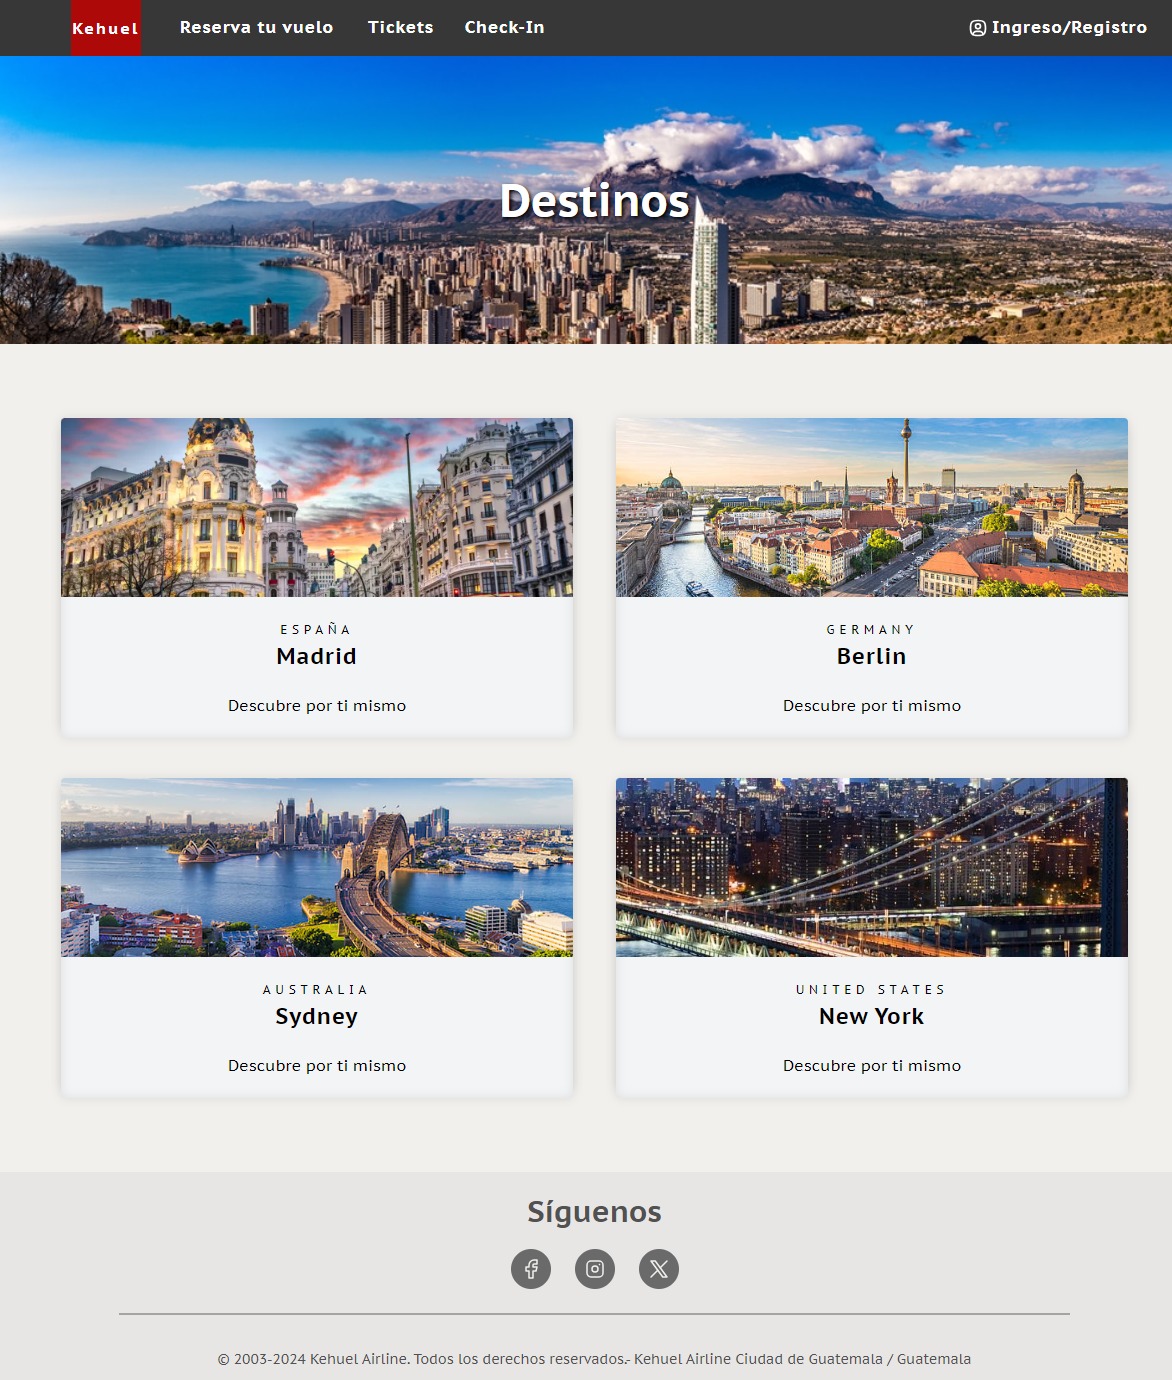 Kehuel Reserva tu vuelo Tickets Check-In Ingreso/Registro
Destinos
ESPAÑA
Madrid
Descubre por ti mismo
GERMANY
Berlin
Descubre por ti mismo
AUSTRALIA
Sydney
Descubre por ti mismo
UNITED STATES
New York
Descubre por ti mismo
Síguenos
© 2003-2024 Kehuel Airline. Todos los derechos reservados.- Kehuel Airline Ciudad de Guatemala / Guatemala